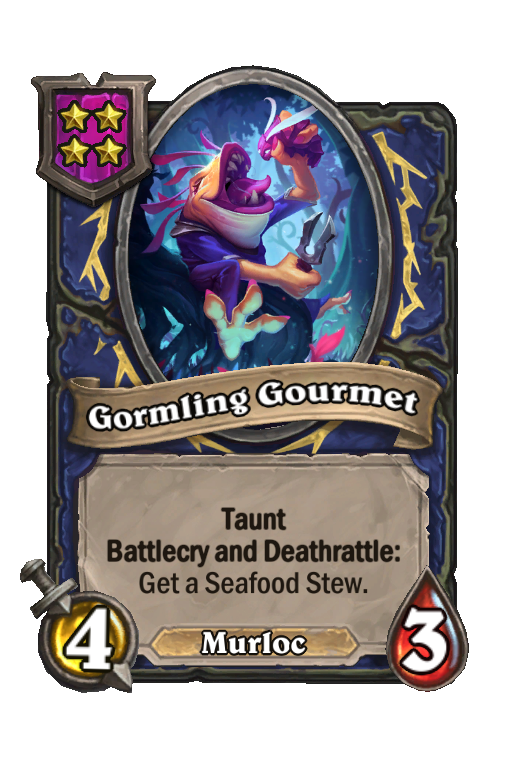 Gormling Gourmet
Taunt
Battlecry and Deathrattle:
Get a Seafood Stew.
4
Murloc
3